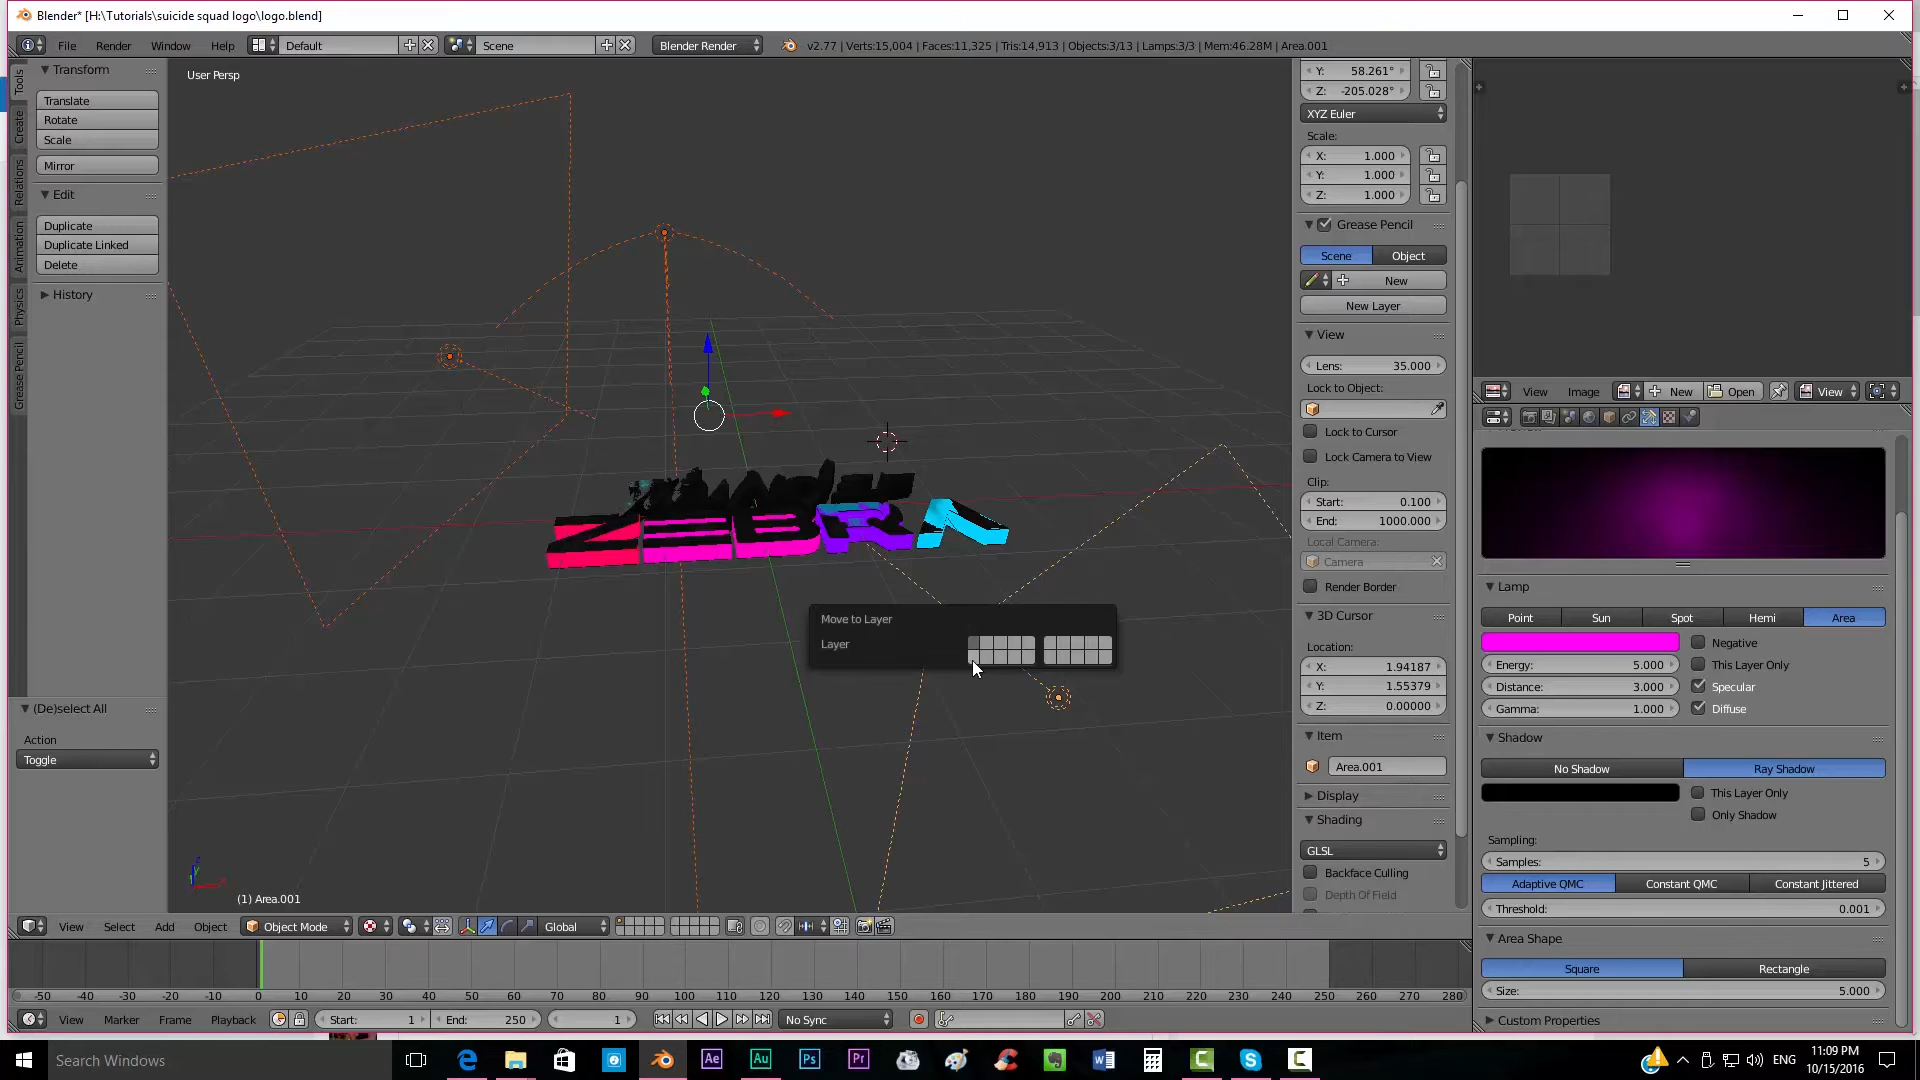 Blender* [H:\Tutorials\suicide squad logo\logo.blend]
File Render Window Help Default Scene Blender Render v2.77 | Verts:15,004 | Faces:11,325 | Tris:14,913 | Objects:3/13 | Lamps:3/3 | Mem:46.28M | Area.001
Tools
Create
Relations
Animation
Physics
Grease Pencil
Transform
Translate
Rotate
Scale
Mirror
Edit
Duplicate
Duplicate Linked
Delete
History
(De)select All
Action
Toggle
User Persp
ZEBRA
Move to Layer
Layer
(1) Area.001
Y: 58.261°
Z: -205.028°
XYZ Euler
Scale:
X: 1.000
Y: 1.000
Z: 1.000
Grease Pencil
Scene Object
New
New Layer
View
Lens: 35.000
Lock to Object:
Lock to Cursor
Lock Camera to View
Clip:
Start: 0.100
End: 1000.000
Local Camera:
Camera
Render Border
3D Cursor
Location:
X: 1.94187
Y: 1.55379
Z: 0.00000
Item
Area.001
Display
Shading
GLSL
Backface Culling
Depth Of Field
View Image New Open View
Lamp
Point Sun Spot Hemi Area
Negative
Energy: 5.000 This Layer Only
Distance: 3.000 Specular
Gamma: 1.000 Diffuse
Shadow
No Shadow Ray Shadow
This Layer Only
Only Shadow
Sampling:
Samples: 5
Adaptive QMC Constant QMC Constant Jittered
Threshold: 0.001
Area Shape
Square Rectangle
Size: 5.000
Custom Properties
View Select Add Object Object Mode Global
-50 -40 -30 -20 -10 0 10 20 30 40 50 60 70 80 90 100 110 120 130 140 150 160 170 180 190 200 210 220 230 240 250 260 270 280
View Marker Frame Playback Start: 1 End: 250 1 No Sync
Search Windows
Ae Au Ps Pr
ENG
11:09 PM
10/15/2016